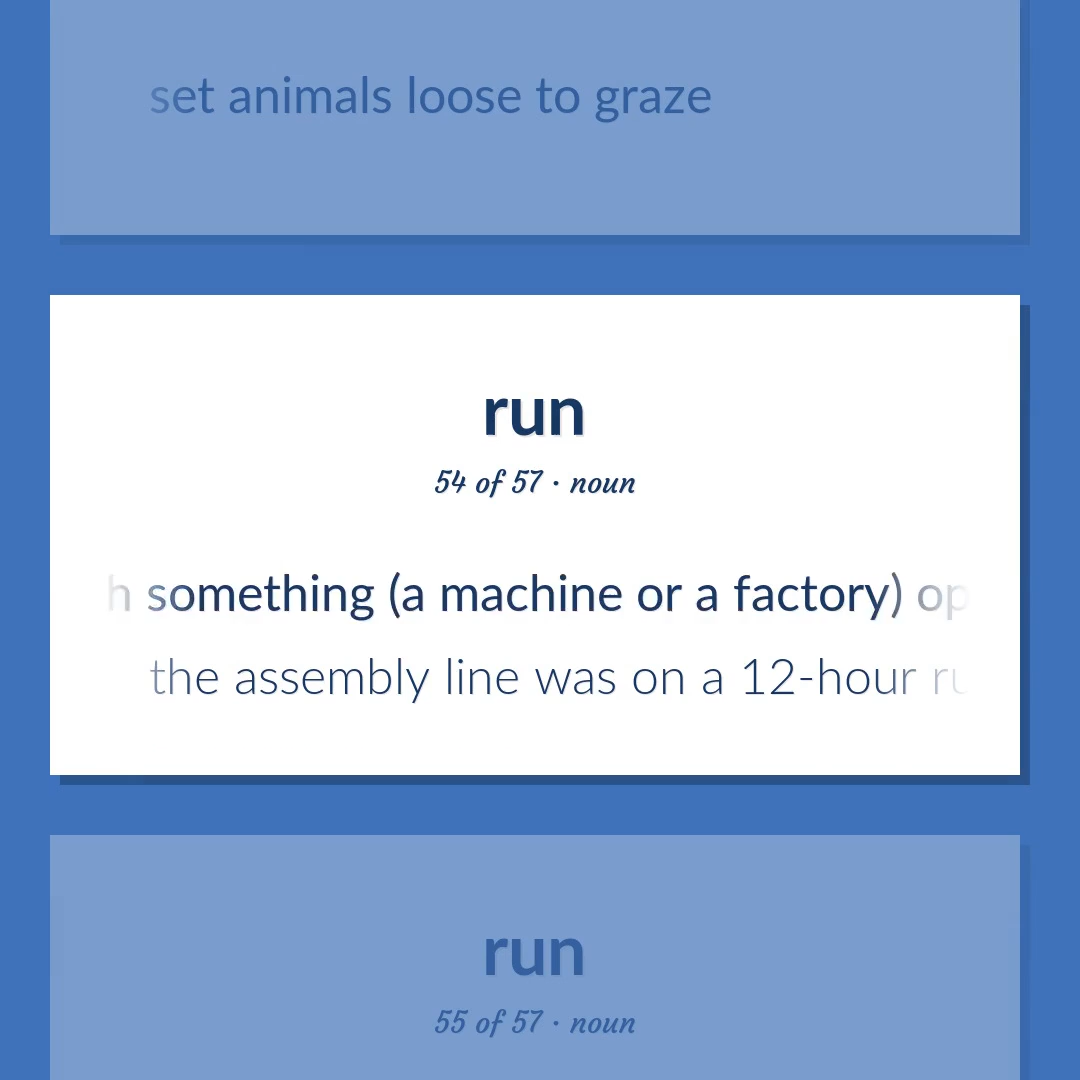 set animals loose to graze
run
54 of 57 · noun
something (a machine or a factory)
the assembly line was on a 12-hour
run
55 of 57 · noun